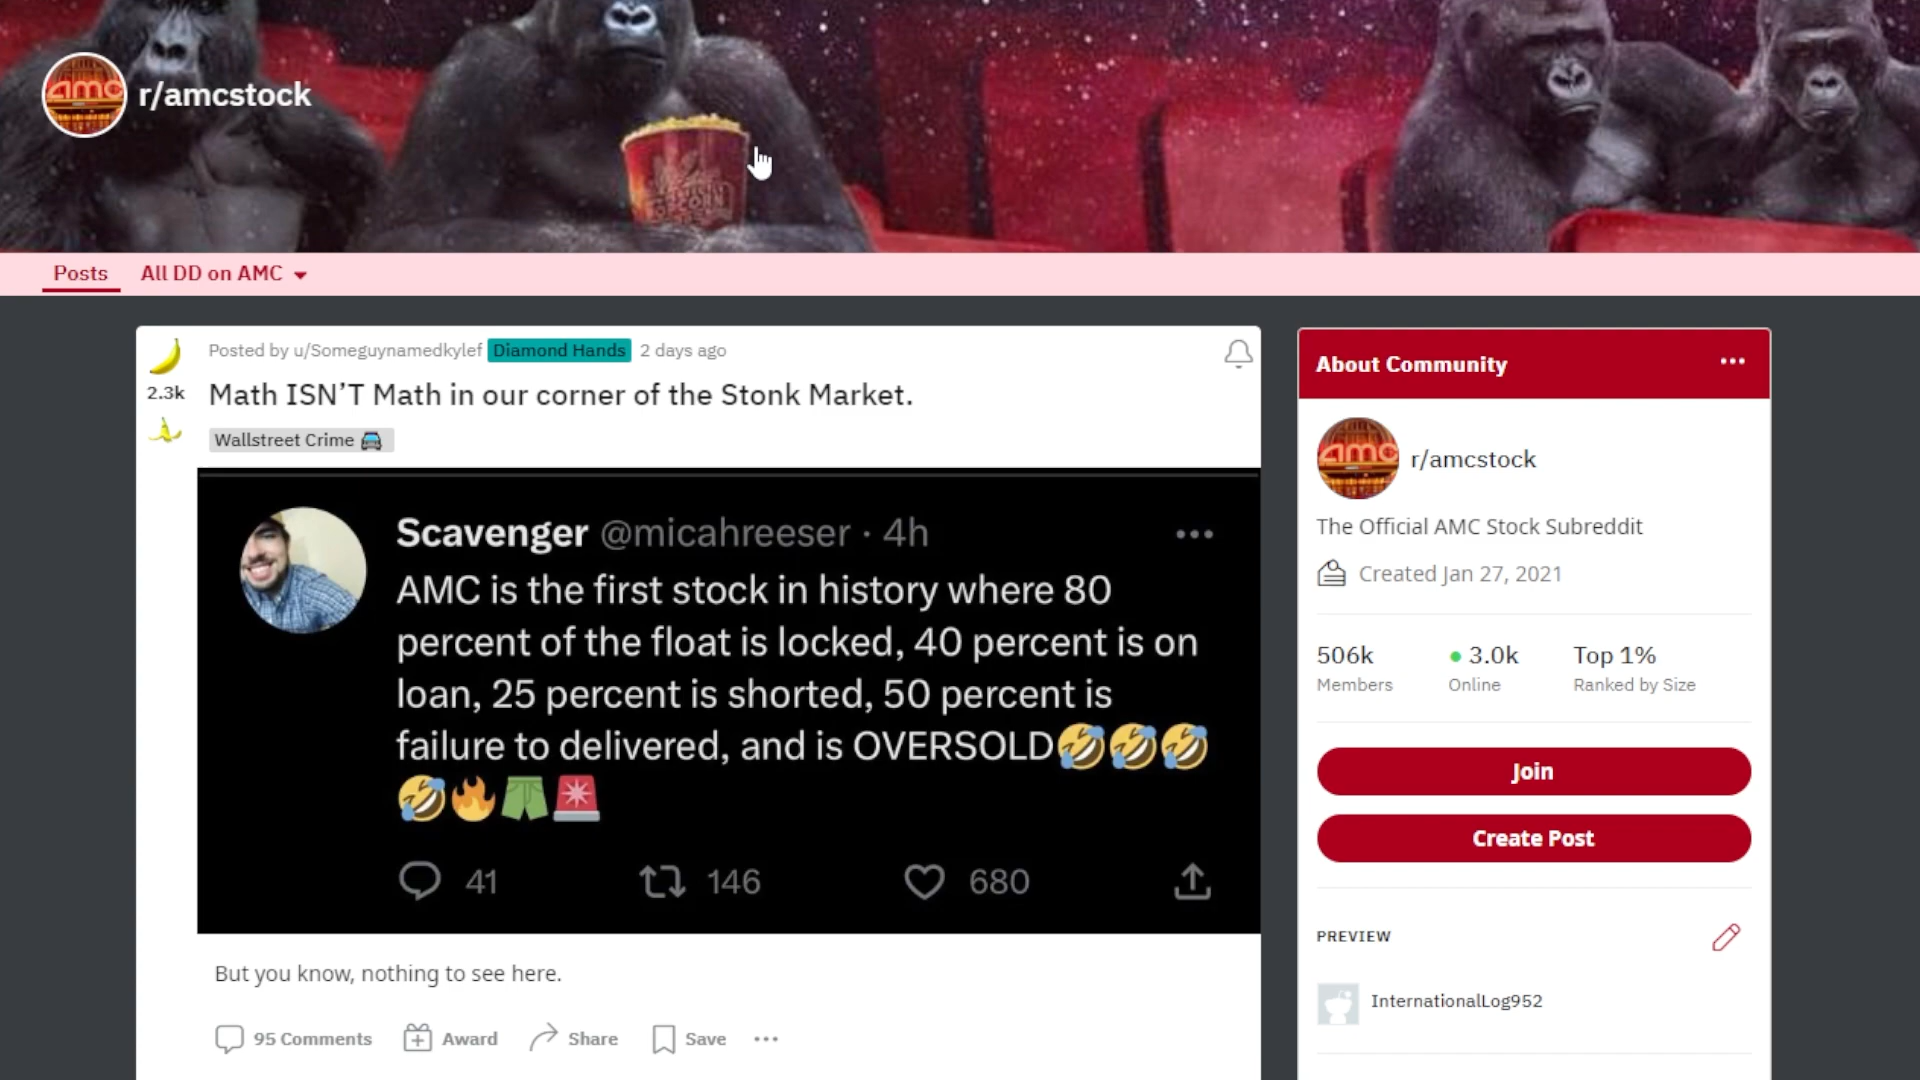 amc r/amcstock
Posts All DD on AMC
Posted by u/Someguynamedkylef Diamond Hands 2 days ago
2.3k
Math ISN’T Math in our corner of the Stonk Market.
Wallstreet Crime 🚘
Scavenger @micahreeser · 4h
AMC is the first stock in history where 80
percent of the float is locked, 40 percent is on
loan, 25 percent is shorted, 50 percent is
failure to delivered, and is OVERSOLD🤣🤣🤣
🤣🔥🩳🚨
41 146 680
But you know, nothing to see here.
95 Comments Award Share Save
About Community
amc r/amcstock
The Official AMC Stock Subreddit
Created Jan 27, 2021
506k 3.0k Top 1%
Members Online Ranked by Size
Join
Create Post
PREVIEW
InternationalLog952